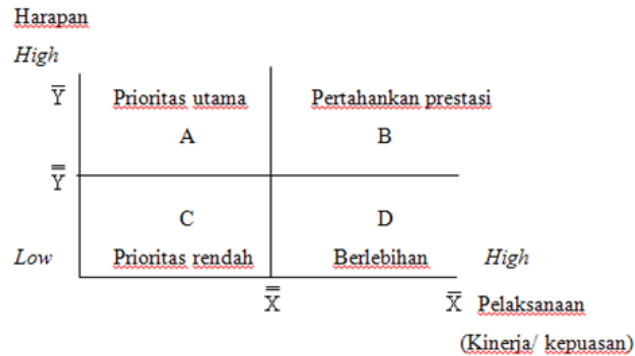 Harapan
High
Y̅ Prioritas utama Pertahankan prestasi
A B
Y̿
C D
Low Prioritas rendah Berlebihan High
X̿ X̅ Pelaksanaan
(Kinerja/ kepuasan)